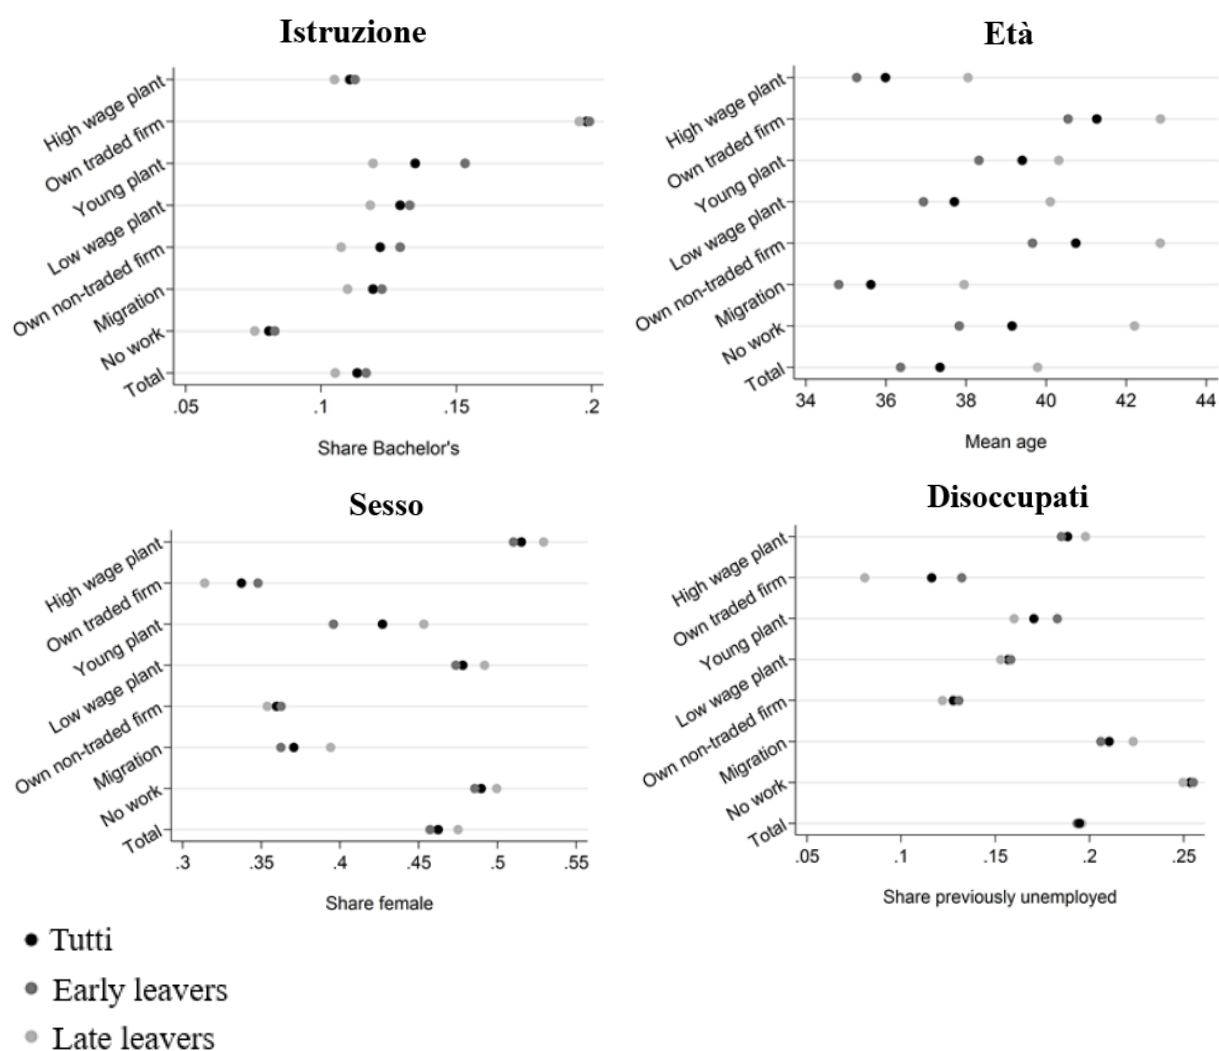 Istruzione
High wage plant
Own traded firm
Young plant
Low wage plant
Own non-traded firm
Migration
No work
Total
.05 .1 .15 .2
Share Bachelor's
Età
High wage plant
Own traded firm
Young plant
Low wage plant
Own non-traded firm
Migration
No work
Total
34 36 38 40 42 44
Mean age
Sesso
High wage plant
Own traded firm
Young plant
Low wage plant
Own non-traded firm
Migration
No work
Total
.3 .35 .4 .45 .5 .55
Share female
Disoccupati
High wage plant
Own traded firm
Young plant
Low wage plant
Own non-traded firm
Migration
No work
Total
.05 .1 .15 .2 .25
Share previously unemployed
Tutti
Early leavers
Late leavers